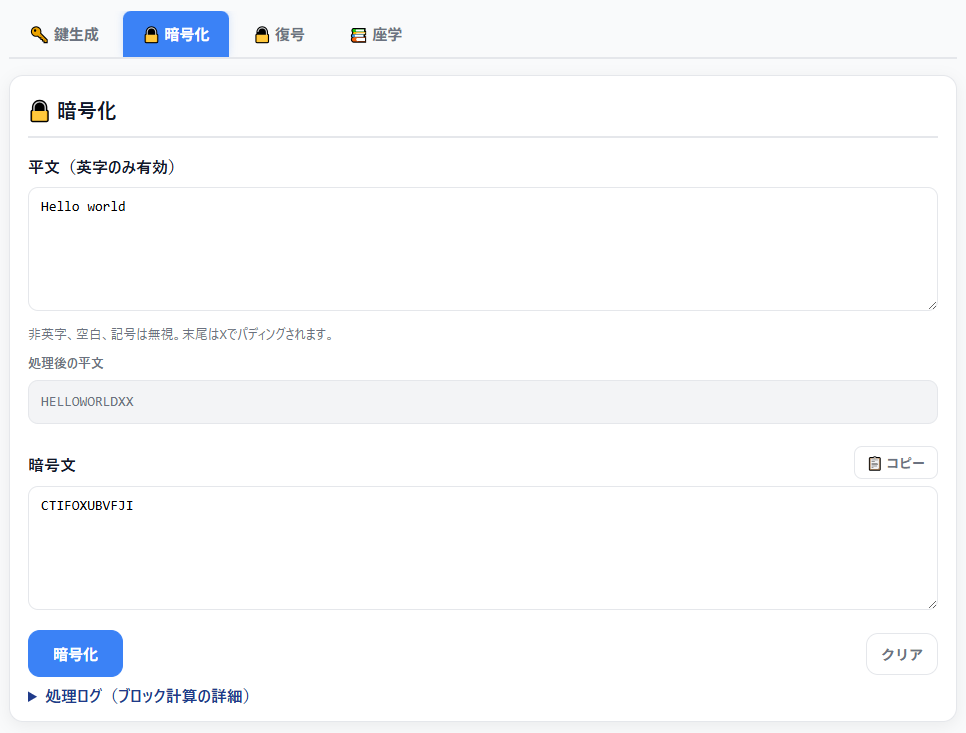 🔑 鍵生成 🔒 暗号化 🔒 復号 📚 座学
🔒 暗号化
平文（英字のみ有効）
Hello world
非英字、空白、記号は無視。末尾はXでパディングされます。
処理後の平文
HELLOWORLDXX
暗号文 📋 コピー
CTIFOXUBVFJI
暗号化 クリア
▶ 処理ログ（ブロック計算の詳細）